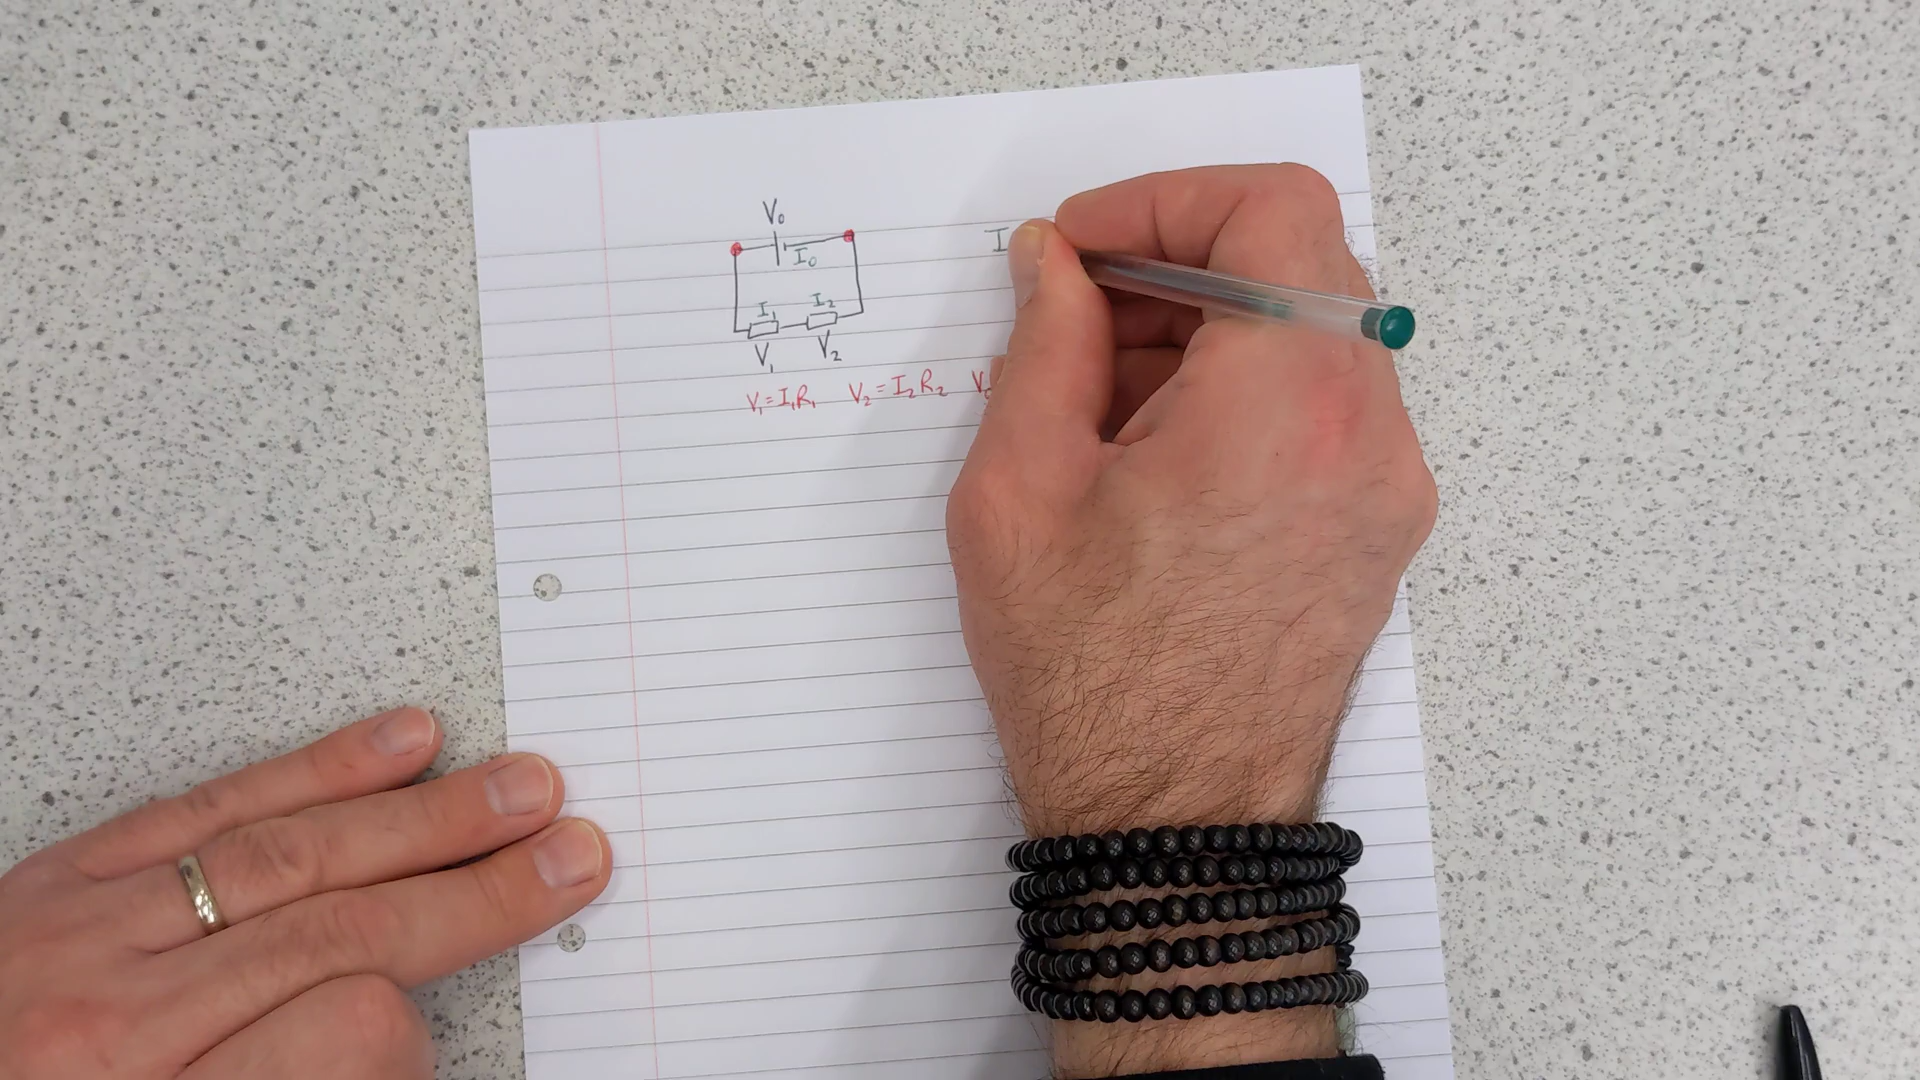 V₀
I₀
I
I₁ I₂
V₁ V₂
V₁=I₁R₁ V₂=I₂R₂ V